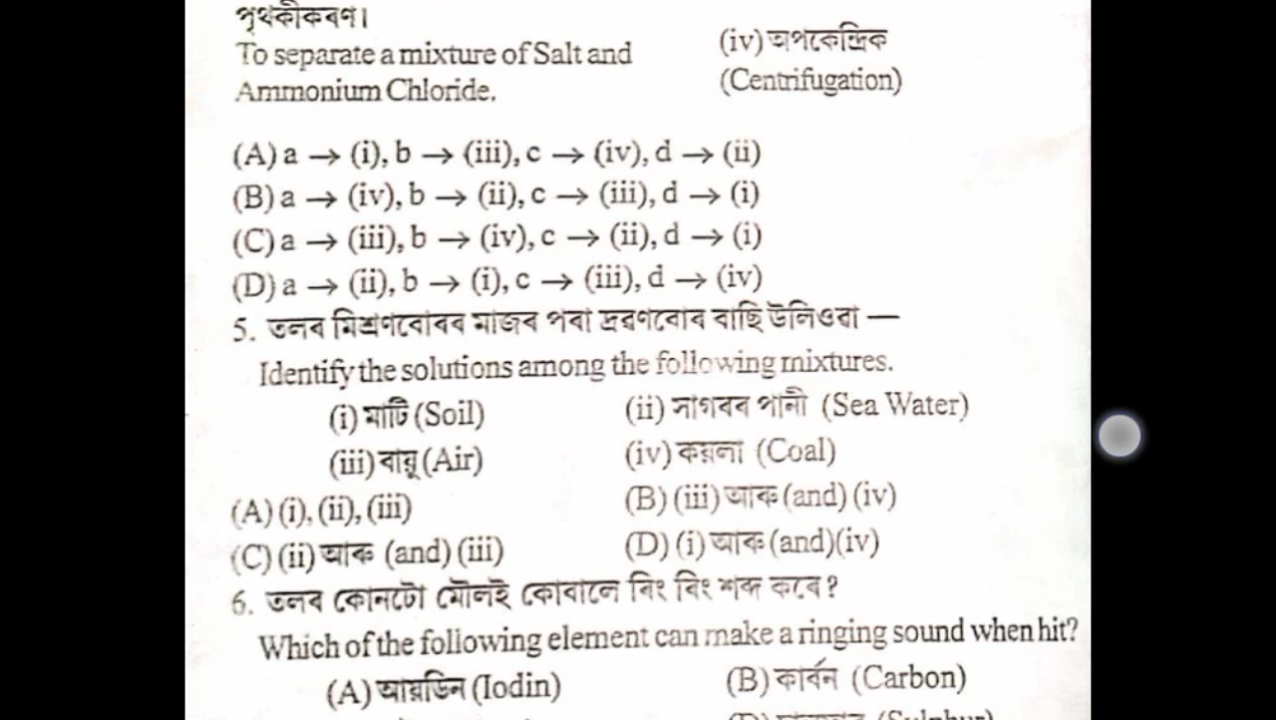 পৃথকীকৰণ।
To separate a mixture of Salt and
Ammonium Chloride.
(iv) অপকেন্দ্ৰিক
(Centrifugation)
(A) a → (i), b → (iii), c → (iv), d → (ii)
(B) a → (iv), b → (ii), c → (iii), d → (i)
(C) a → (iii), b → (iv), c → (ii), d → (i)
(D) a → (ii), b → (i), c → (iii), d → (iv)
5. তলৰ মিশ্ৰণবোৰৰ মাজৰ পৰা দ্ৰৱণবোৰ বাছি উলিওৱা —
Identify the solutions among the following mixtures.
(i) মাটি (Soil) (ii) সাগৰৰ পানী (Sea Water)
(iii) বায়ু (Air) (iv) কয়লা (Coal)
(A) (i), (ii), (iii) (B) (iii) আৰু (and) (iv)
(C) (ii) আৰু (and) (iii) (D) (i) আৰু (and)(iv)
6. তলৰ কোনটো মৌলই কোবালে ৰিং ৰিং শব্দ কৰে?
Which of the following element can make a ringing sound when hit?
(A) আয়ডিন (Iodin) (B) কাৰ্বন (Carbon)
(Sulphur)